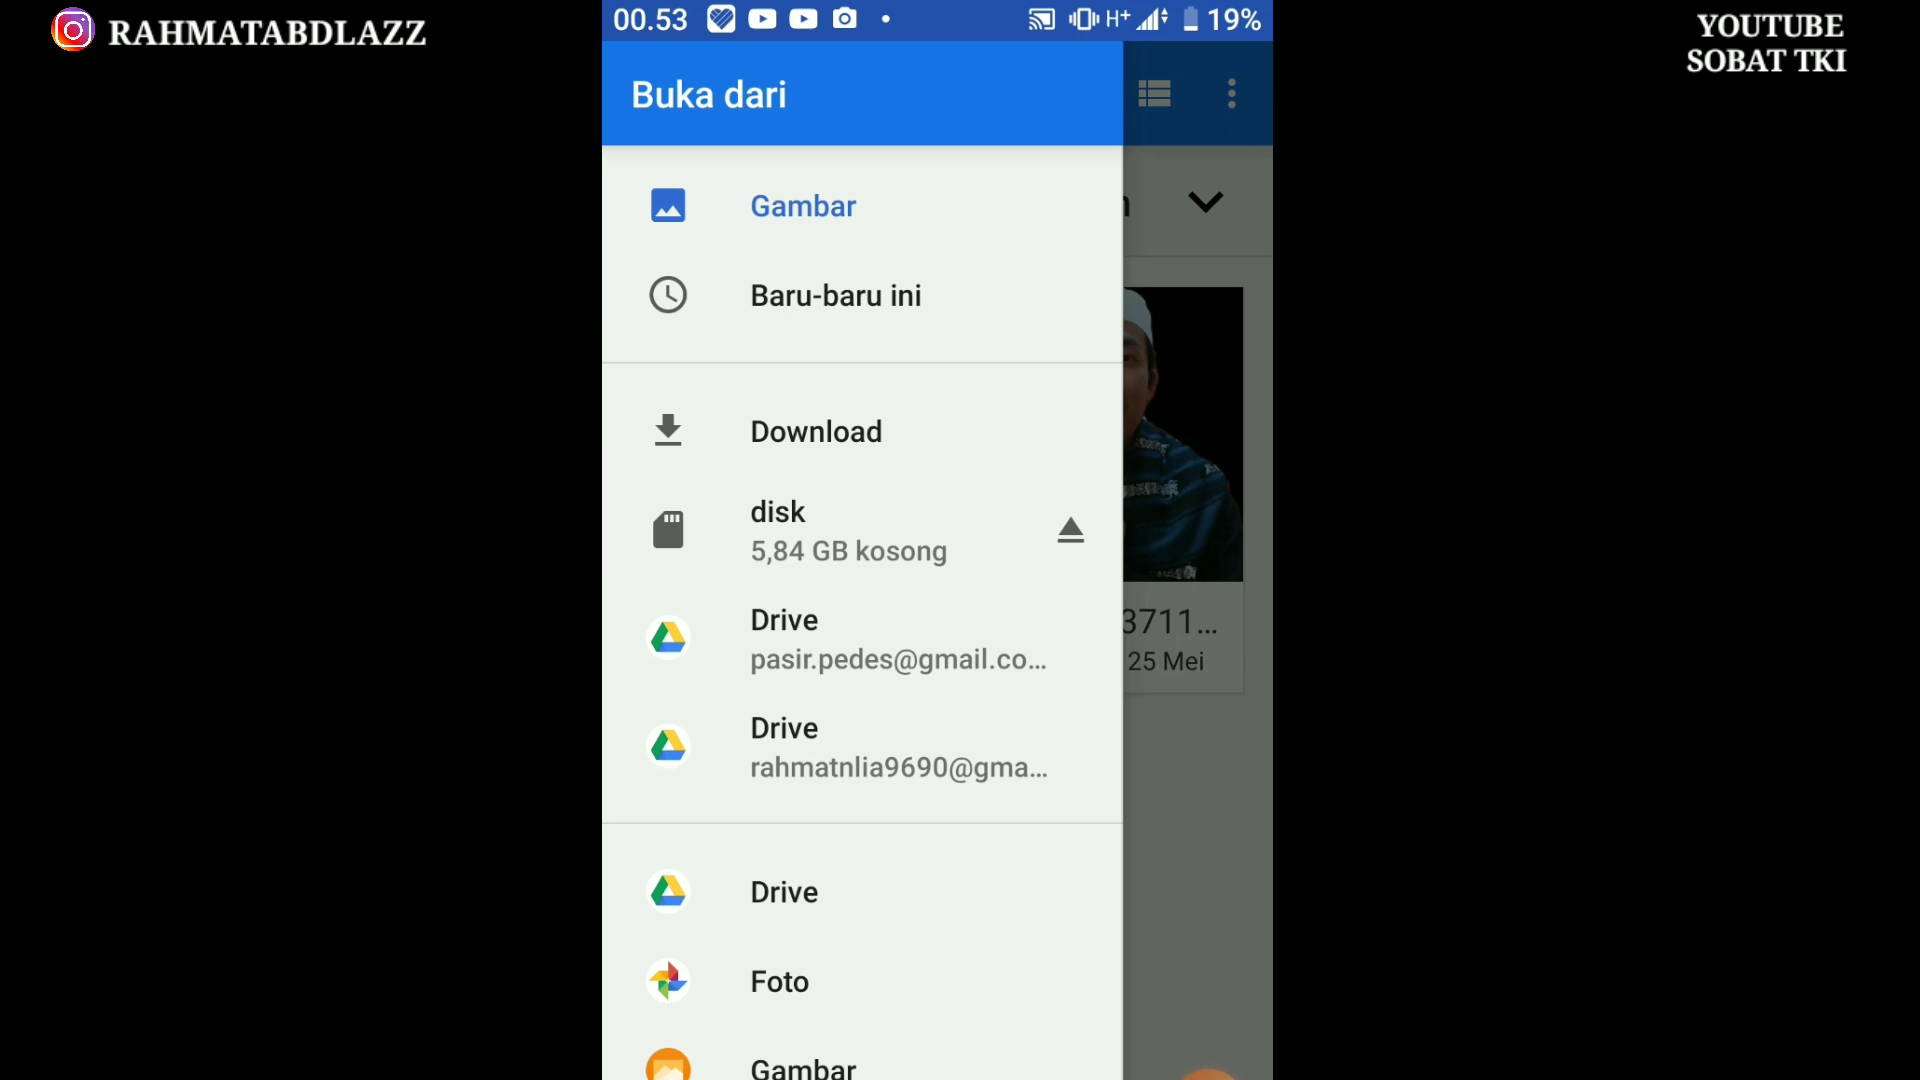 RAHMATABDLAZZ
YOUTUBE
SOBAT TKI
00.53
H+
19%
Buka dari
Gambar
Baru-baru ini
Download
disk
5,84 GB kosong
Drive
pasir.pedes@gmail.co...
Drive
rahmatnlia9690@gma...
3711...
25 Mei
Drive
Foto
Gambar